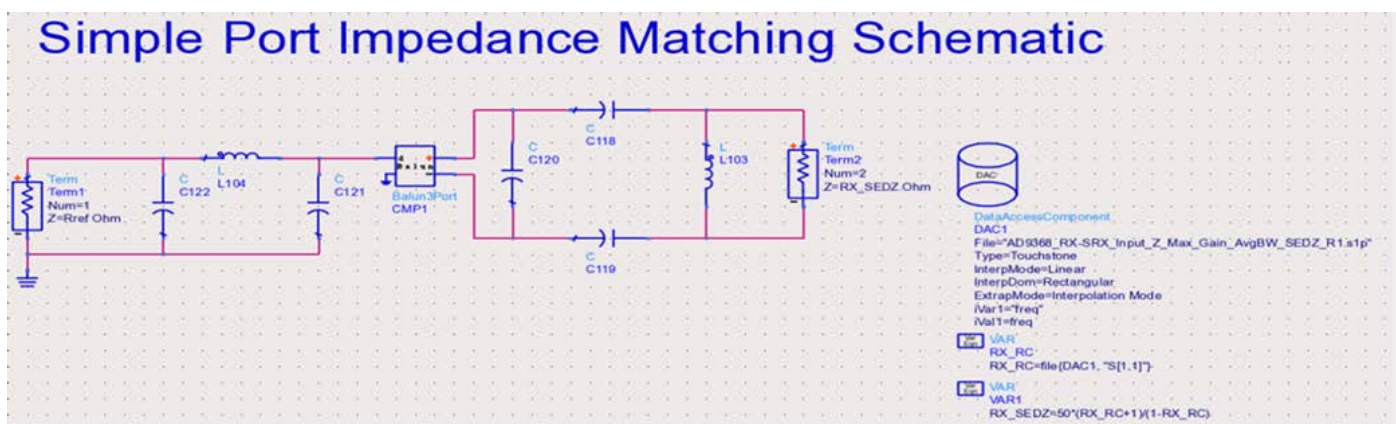 Simple Port Impedance Matching Schematic
Term
Term1
Num=1
Z=Rref Ohm
C
C122
L
L104
C
C121
Balun3Port
CMP1
C
C120
C
C118
C
C119
L
L103
Term
Term2
Num=2
Z=RX_SEDZ Ohm
DAC
DataAccessComponent
DAC1
File="AD9368_RX-SRX_Input_Z_Max_Gain_AvgBW_SEDZ_R1.s1p"
Type=Touchstone
InterpMode=Linear
InterpDom=Rectangular
ExtrapMode=Interpolation Mode
iVar1="freq"
iVal1=freq
VAR
RX_RC
RX_RC=file{DAC1, "S[1,1]"}
VAR
VAR1
RX_SEDZ=50*(RX_RC+1)/(1-RX_RC)